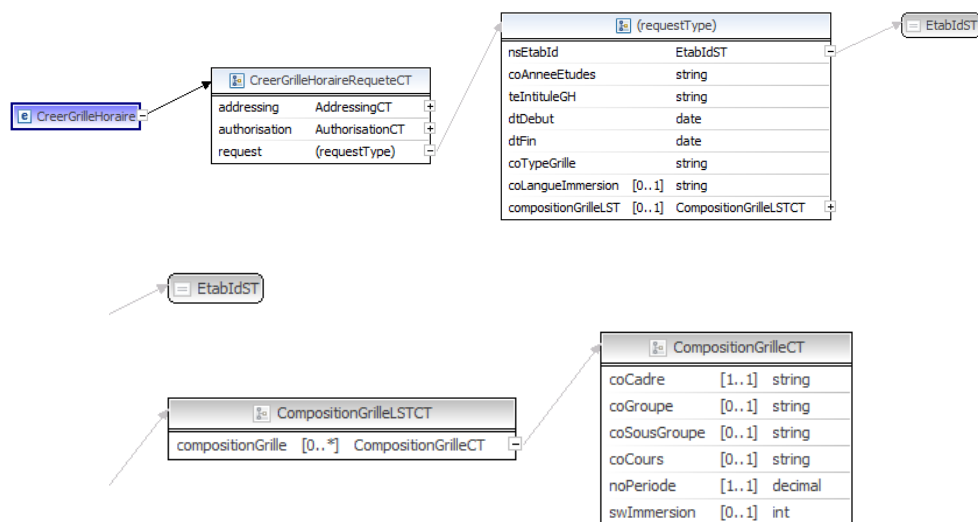 (requestType)
EtabIdST
nsEtabId EtabIdST
coAnneeEtudes string
CreerGrilleHoraireRequeteCT
teIntituleGH string
addressing AddressingCT
dtDebut date
e CreerGrilleHoraire
authorisation AuthorisationCT
dtFin date
request (requestType)
coTypeGrille string
coLangueImmersion [0..1] string
compositionGrilleLST [0..1] CompositionGrilleLSTCT
EtabIdST
CompositionGrilleCT
coCadre [1..1] string
CompositionGrilleLSTCT
coGroupe [0..1] string
compositionGrille [0..*] CompositionGrilleCT
coSousGroupe [0..1] string
coCours [0..1] string
noPeriode [1..1] decimal
swImmersion [0..1] int